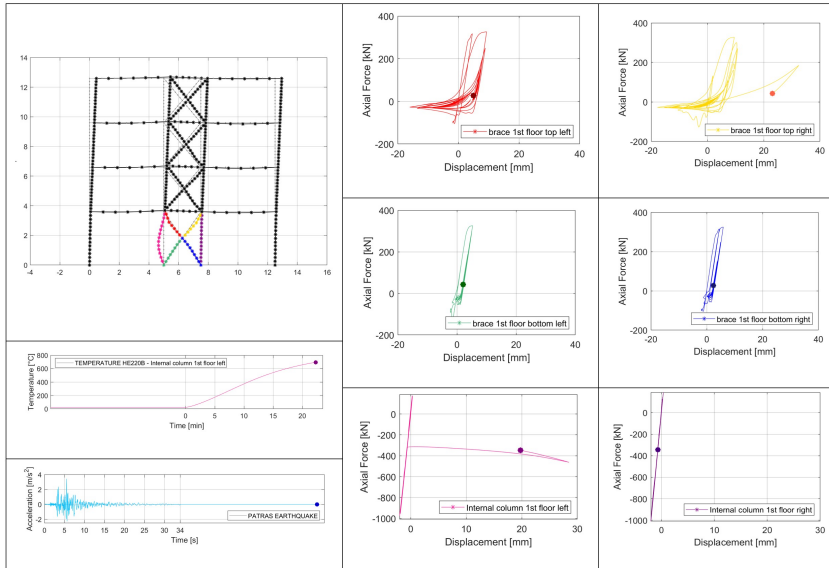 14
12
10
8
6
4
2
0
-4 -2 0 2 4 6 8 10 12 14 16
Temperature [°C]
800
600
400
200
0
TEMPERATURE HE220B - Internal column 1st floor left
0 5 10 15 20
Time [min]
Acceleration [m/s²]
4
2
0
-2
PATRAS EARTHQUAKE
0 5 10 15 20 25 30 34
Time [s]
Axial Force [kN]
400
200
0
-200
brace 1st floor top left
-20 0 20 40
Displacement [mm]
Axial Force [kN]
400
200
0
-200
brace 1st floor top right
-20 0 20 40
Displacement [mm]
Axial Force [kN]
400
200
0
-200
brace 1st floor bottom left
-20 0 20 40
Displacement [mm]
Axial Force [kN]
400
200
0
-200
brace 1st floor bottom right
-20 0 20 40
Displacement [mm]
Axial Force [kN]
0
-200
-400
-600
-800
-1000
Internal column 1st floor left
0 10 20 30
Displacement [mm]
Axial Force [kN]
0
-200
-400
-600
-800
-1000
Internal column 1st floor right
0 10 20 30
Displacement [mm]